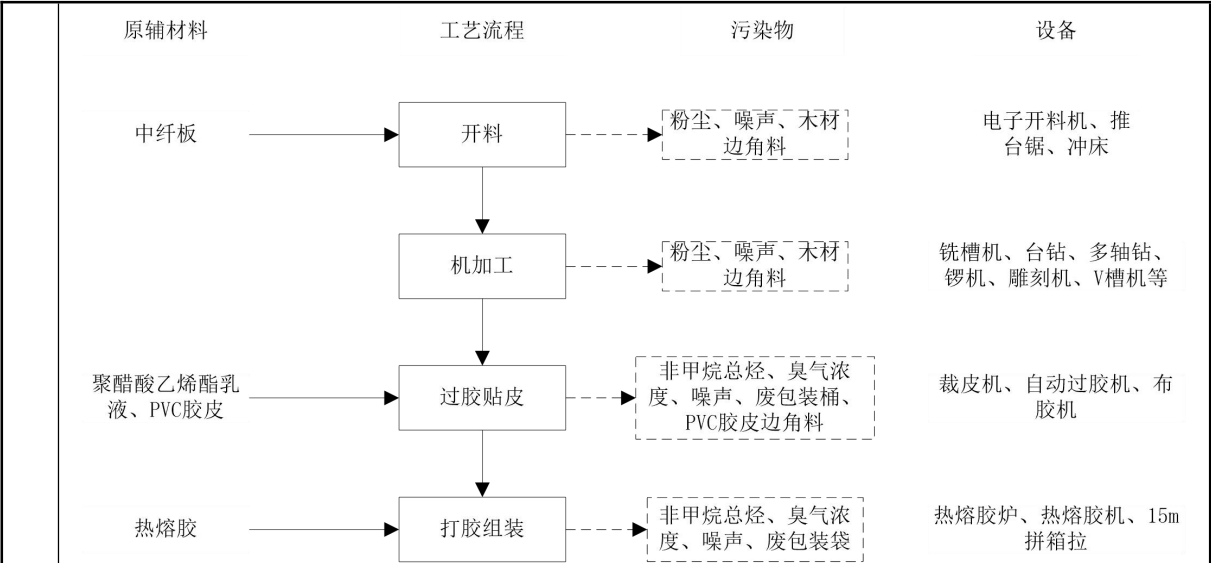 原辅材料 工艺流程 污染物 设备
中纤板
开料
粉尘、噪声、木材
边角料
电子开料机、推
台锯、冲床
机加工
粉尘、噪声、木材
边角料
铣槽机、台钻、多轴钻、
锣机、雕刻机、V槽机等
聚醋酸乙烯酯乳
液、PVC胶皮
过胶贴皮
非甲烷总烃、臭气浓
度、噪声、废包装桶、
PVC胶皮边角料
裁皮机、自动过胶机、布
胶机
热熔胶
打胶组装
非甲烷总烃、臭气浓
度、噪声、废包装袋
热熔胶炉、热熔胶机、15m
拼箱拉